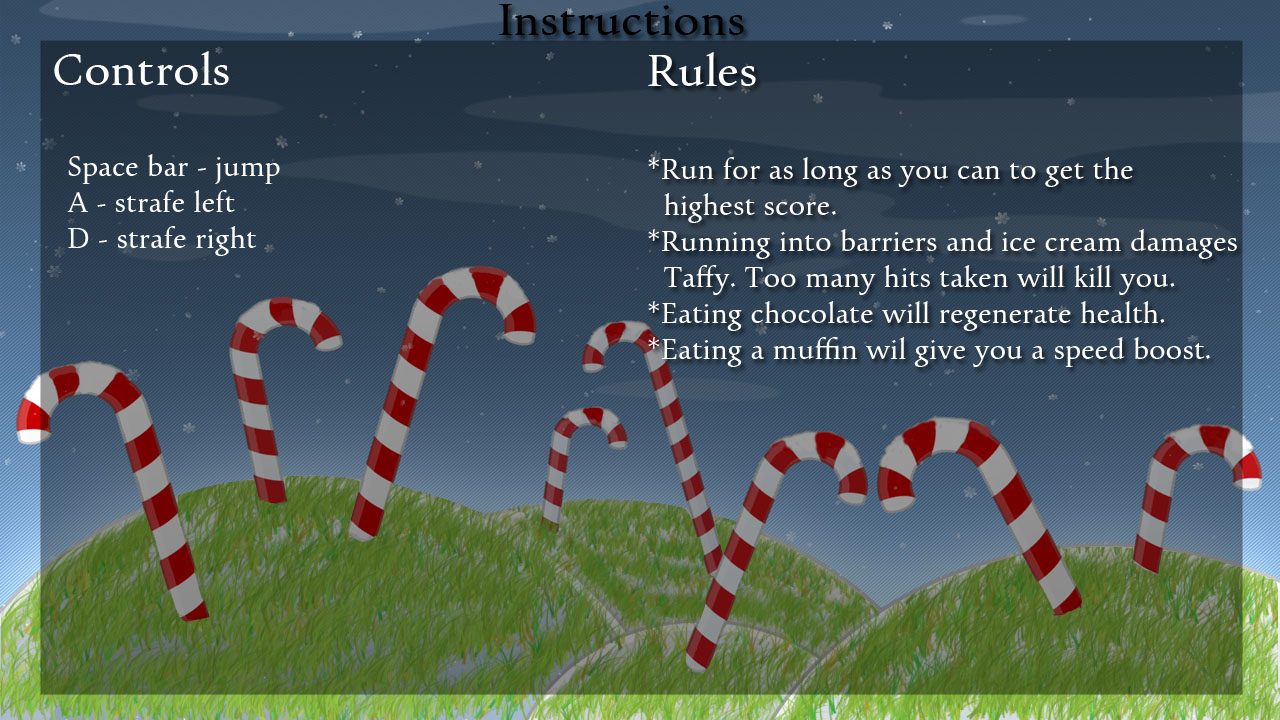 Instructions
Controls
Space bar - jump
A - strafe left
D - strafe right
Rules
*Run for as long as you can to get the
highest score.
*Running into barriers and ice cream damages
Taffy. Too many hits taken will kill you.
*Eating chocolate will regenerate health.
*Eating a muffin wil give you a speed boost.